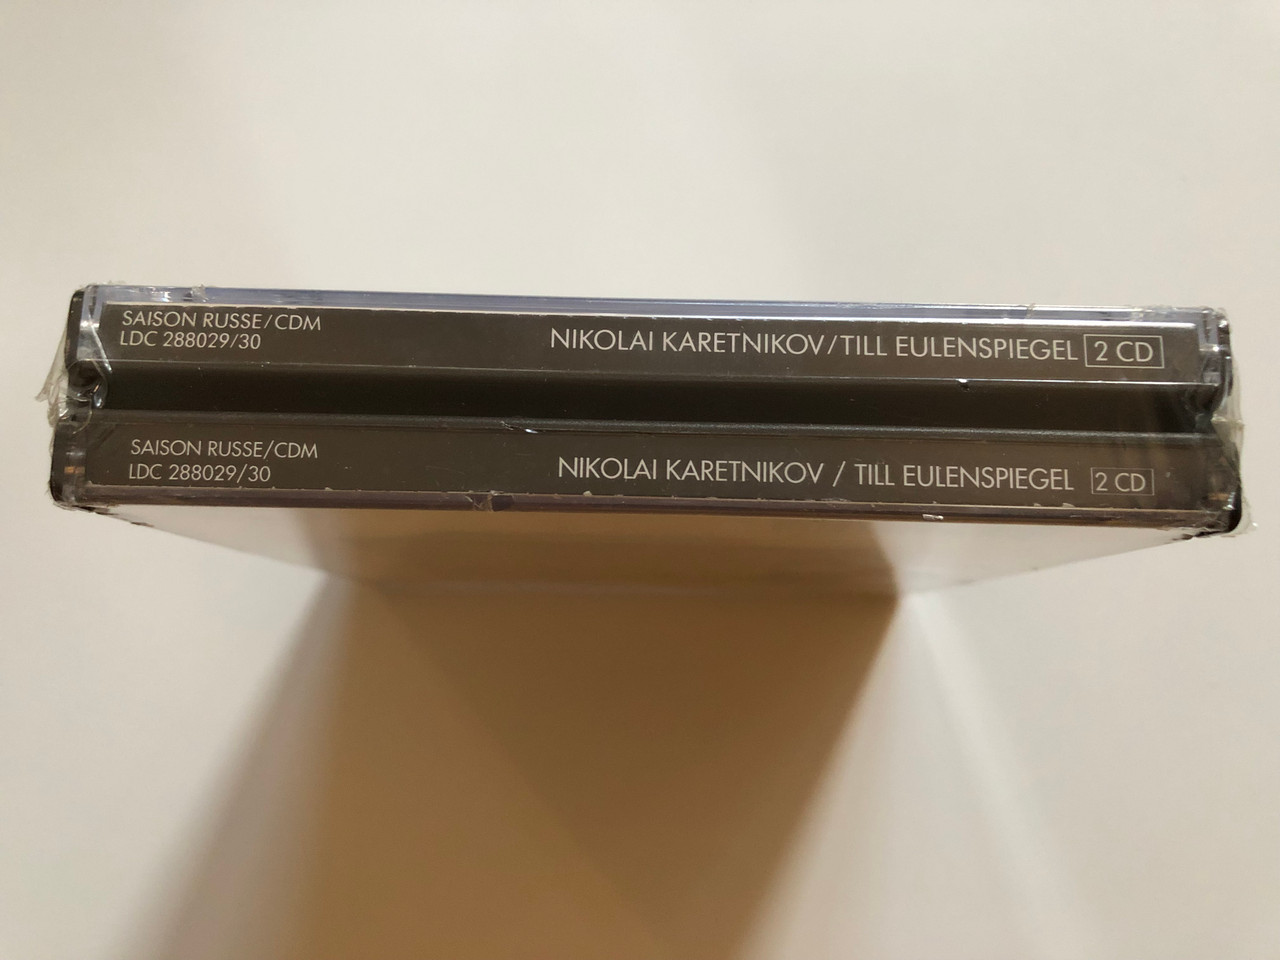 SAISON RUSSE/CDM
LDC 288029/30
NIKOLAI KARETNIKOV/TILL EULENSPIEGEL 2 CD
SAISON RUSSE/CDM
LDC 288029/30
NIKOLAI KARETNIKOV / TILL EULENSPIEGEL 2 CD